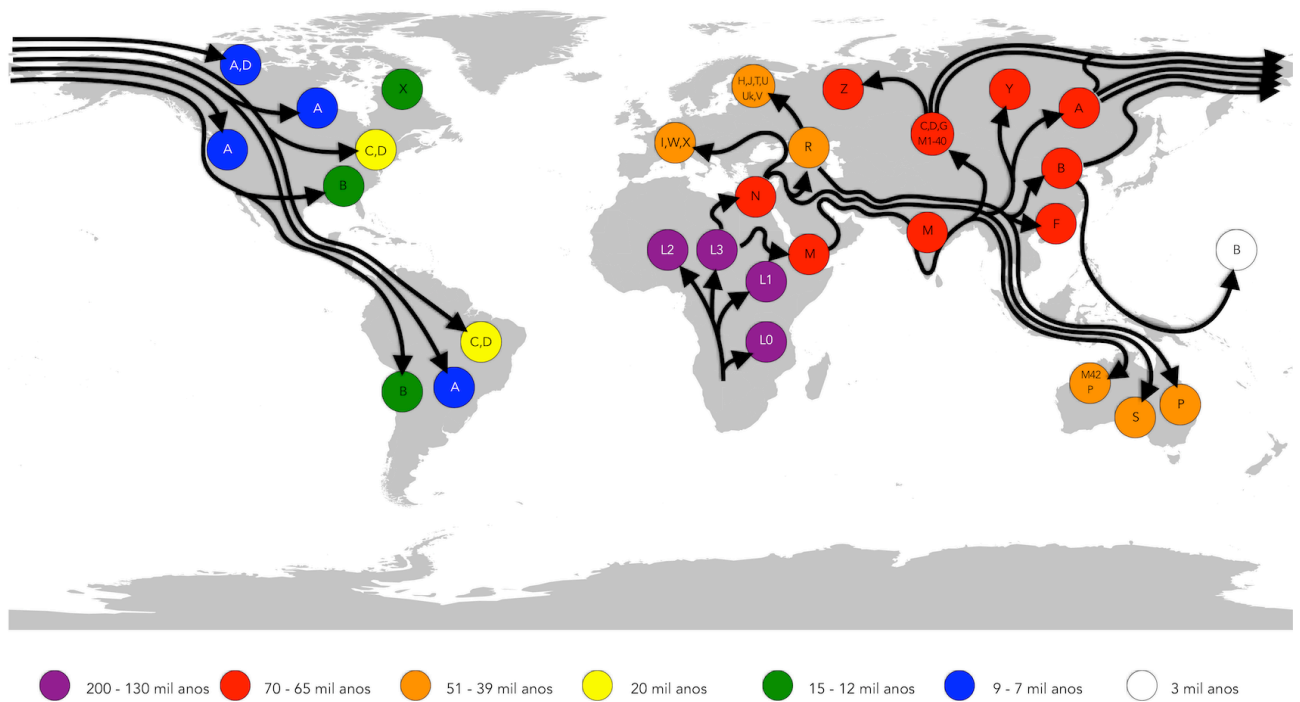 A,D
A
X
A
C,D
B
C,D
B
A
H,J,T,U
Uk,V
I,W,X
R
Z
C,D,G
M1-40
Y
A
B
F
N
M
M
L2
L3
L1
L0
B
M42
P
S
P
200 - 130 mil anos
70 - 65 mil anos
51 - 39 mil anos
20 mil anos
15 - 12 mil anos
9 - 7 mil anos
3 mil anos